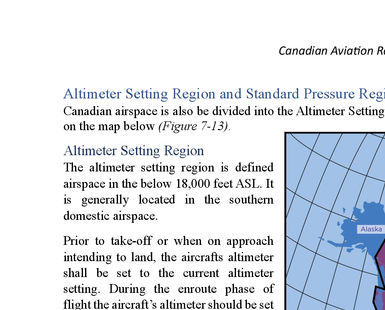 Canadian Aviation
Altimeter Setting Region and Standard Pressure
Canadian airspace is also be divided into the Altimeter Setting
on the map below (Figure 7-13).
Altimeter Setting Region
The altimeter setting region is defined
airspace in the below 18,000 feet ASL. It
is generally located in the southern
domestic airspace.
Prior to take-off or when on approach
intending to land, the aircrafts altimeter
shall be set to the current altimeter
setting. During the enroute phase of
flight the aircraft's altimeter should be set
Alaska